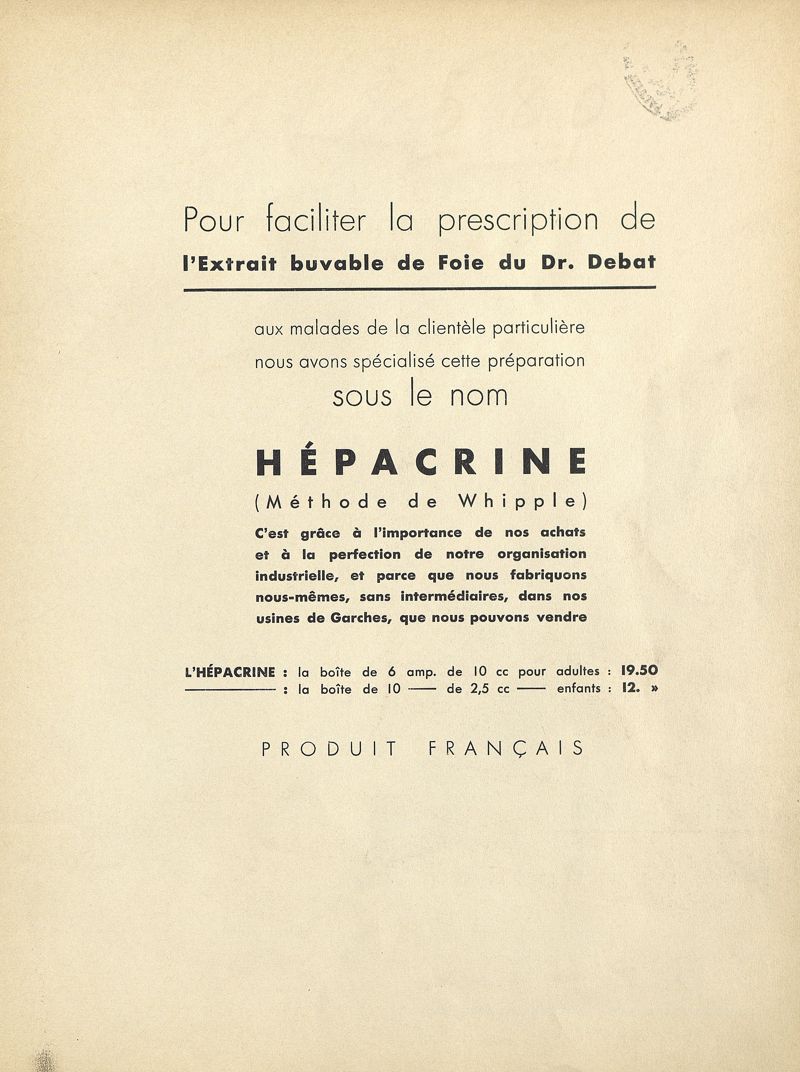 Pour faciliter la prescription de
l'Extrait buvable de Foie du Dr. Debat
aux malades de la clientèle particulière
nous avons spécialisé cette préparation
sous le nom
HÉPACRINE
(Méthode de Whipple)
C'est grâce à l'importance de nos achats
et à la perfection de notre organisation
industrielle, et parce que nous fabriquons
nous-mêmes, sans intermédiaires, dans nos
usines de Garches, que nous pouvons vendre
L'HÉPACRINE : la boîte de 6 amp. de 10 cc pour adultes : 19.50
——— : la boîte de 10 —— de 2,5 cc —— enfants : 12. »
PRODUIT FRANÇAIS